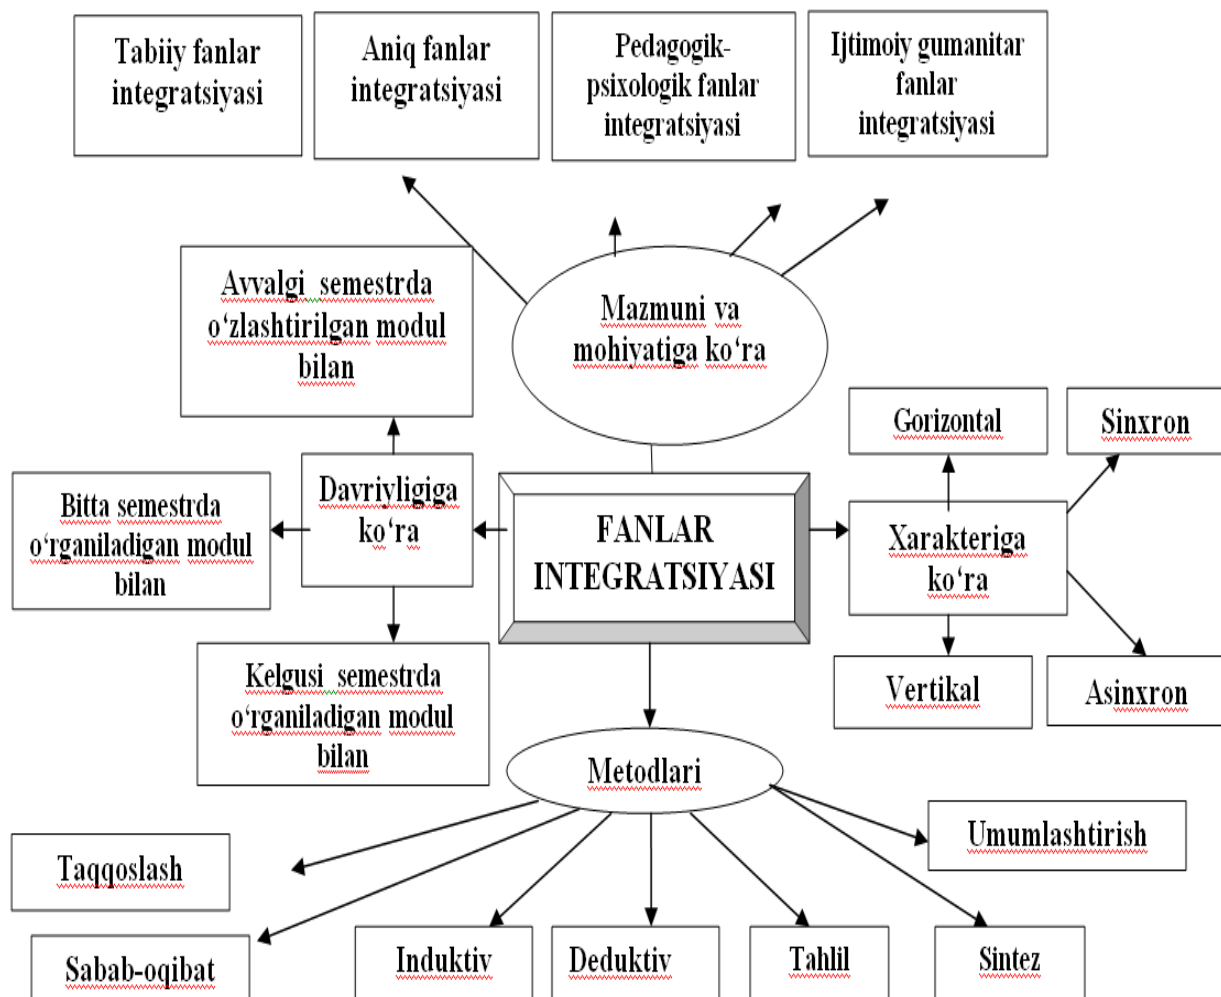 Tabiiy fanlar
integratsiyasi
Aniq fanlar
integratsiyasi
Pedagogik-
psixologik fanlar
integratsiyasi
Ijtimoiy gumanitar
fanlar
integratsiyasi
Avvalgi semestrda
o‘zlashtirilgan modul
bilan
Mazmuni va
mohiyatiga ko‘ra
Gorizontal
Sinxron
Bitta semestrda
o‘rganiladigan modul
bilan
Davriyligiga
ko‘ra
FANLAR
INTEGRATSIYASI
Xarakteriga
ko‘ra
Kelgusi semestrda
o‘rganiladigan modul
bilan
Vertikal
Asinxron
Metodlari
Taqqoslash
Umumlashtirish
Sabab-oqibat
Induktiv
Deduktiv
Tahlil
Sintez